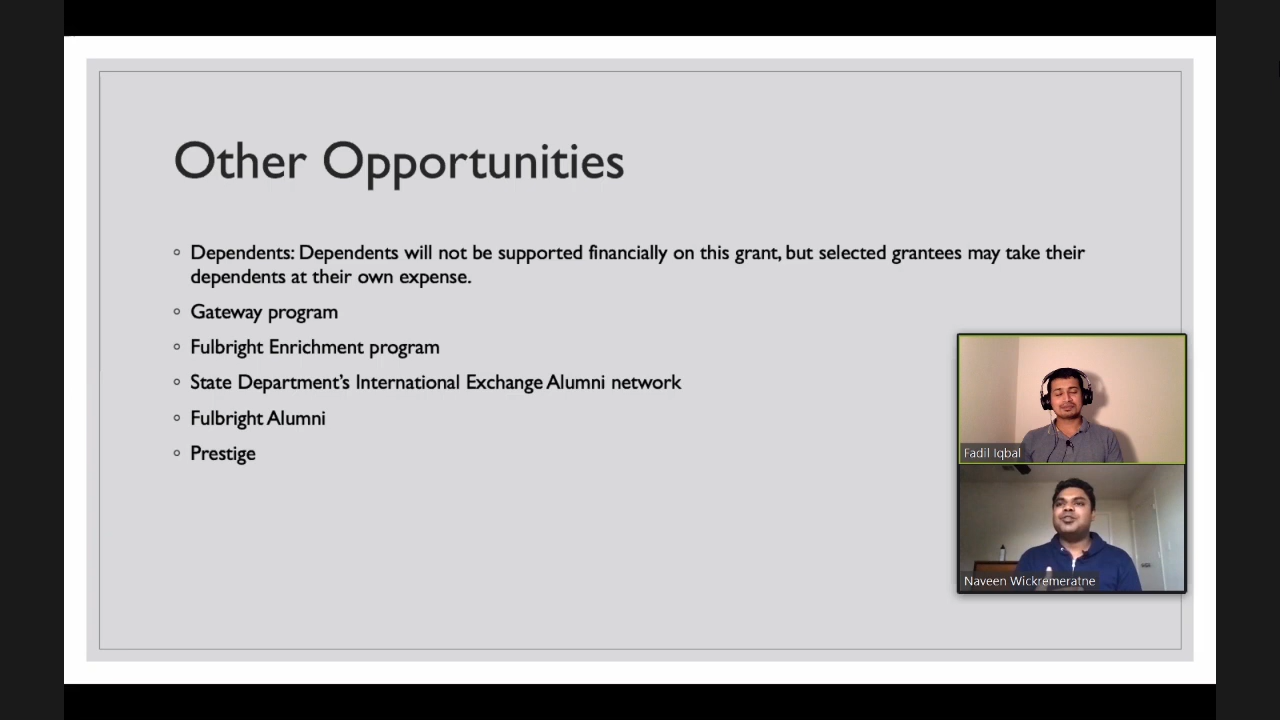 Other Opportunities
Dependents: Dependents will not be supported financially on this grant, but selected grantees may take their
dependents at their own expense.
Gateway program
Fulbright Enrichment program
State Department’s International Exchange Alumni network
Fulbright Alumni
Prestige
Fadil Iqbal
Naveen Wickremeratne